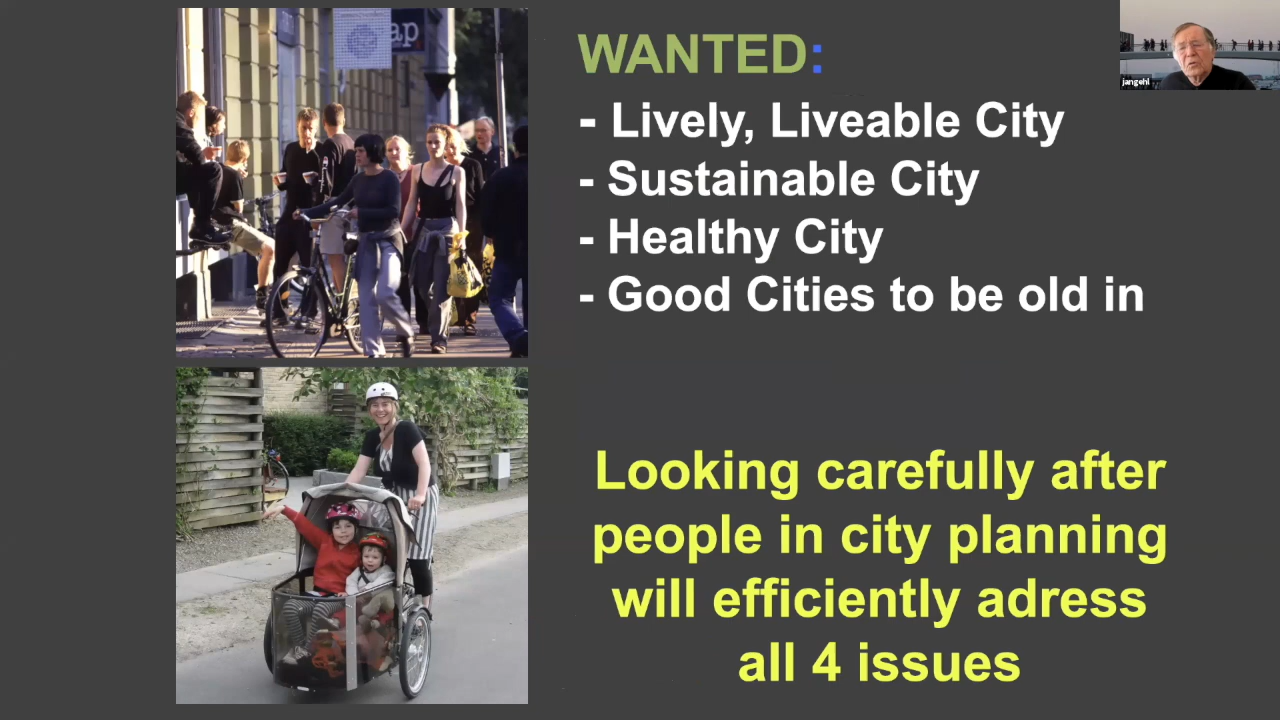 WANTED:
- Lively, Liveable City
- Sustainable City
- Healthy City
- Good Cities to be old in
Looking carefully after
people in city planning
will efficiently adress
all 4 issues
jangehl
ap